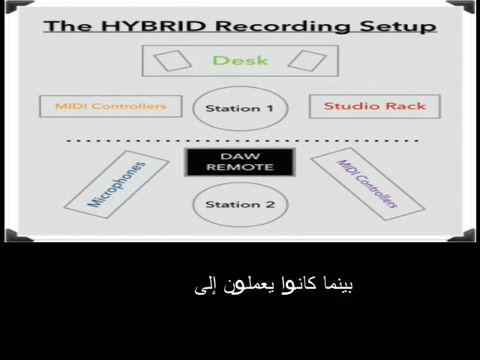 The HYBRID Recording Setup
Desk
MIDI Controllers
Station 1
Studio Rack
DAW
REMOTE
Microphones
MIDI Controllers
Station 2
بينما كانوا يعملون إلى